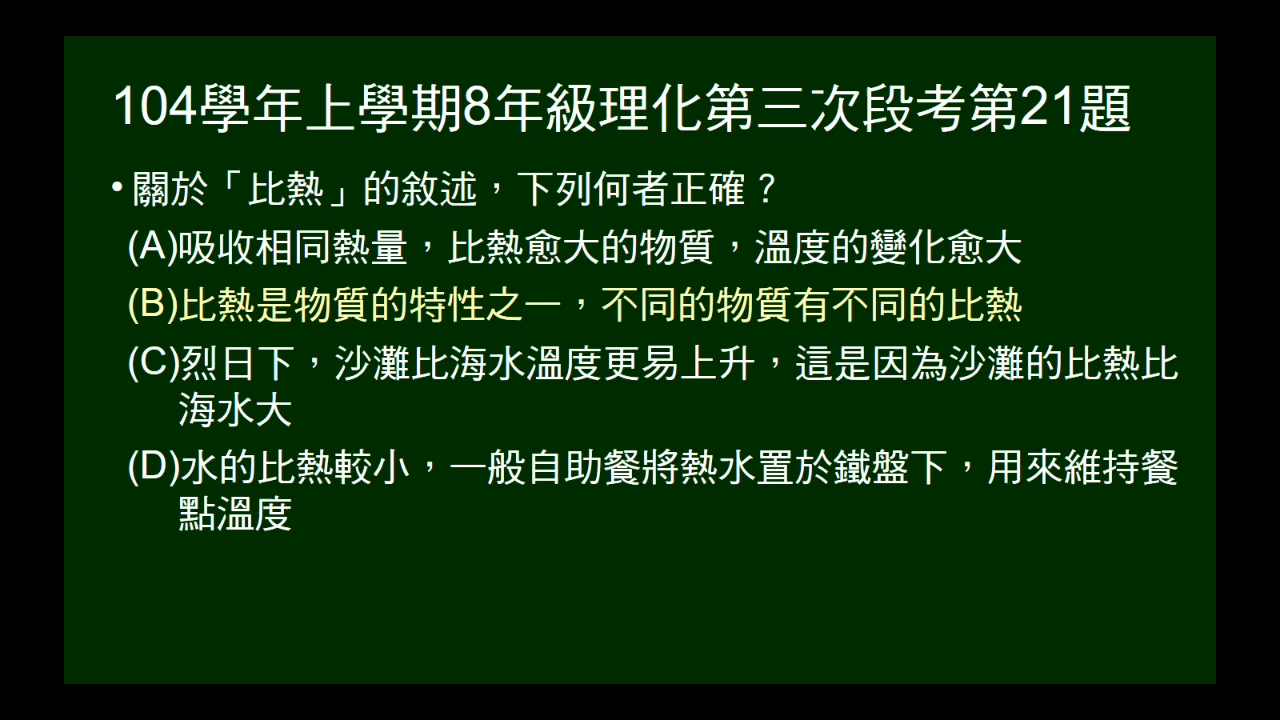 104學年上學期8年級理化第三次段考第21題
•關於「比熱」的敘述，下列何者正確？
(A)吸收相同熱量，比熱愈大的物質，溫度的變化愈大
(B)比熱是物質的特性之一，不同的物質有不同的比熱
(C)烈日下，沙灘比海水溫度更易上升，這是因為沙灘的比熱比
海水大
(D)水的比熱較小，一般自助餐將熱水置於鐵盤下，用來維持餐
點溫度